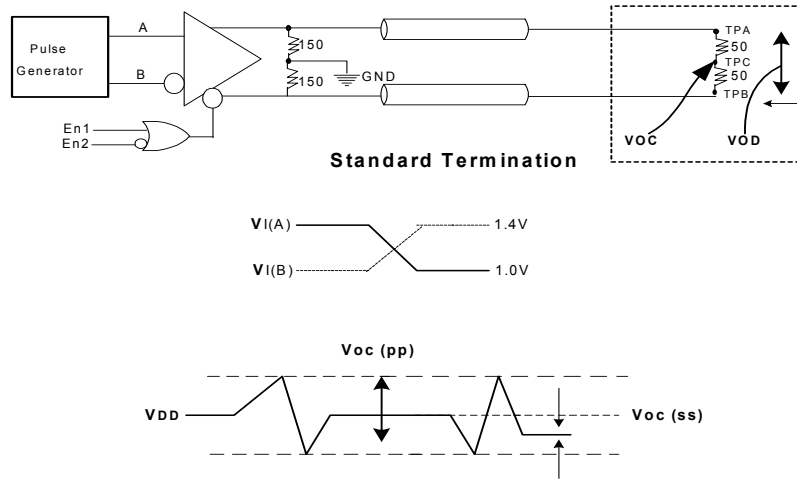 Pulse
Generator
A
B
En1
En2
150
150
GND
TPA
50
TPC
50
TPB
VOC
VOD
Standard Termination
VI(A)
1.4V
VI(B)
1.0V
Voc (pp)
VDD
Voc (ss)